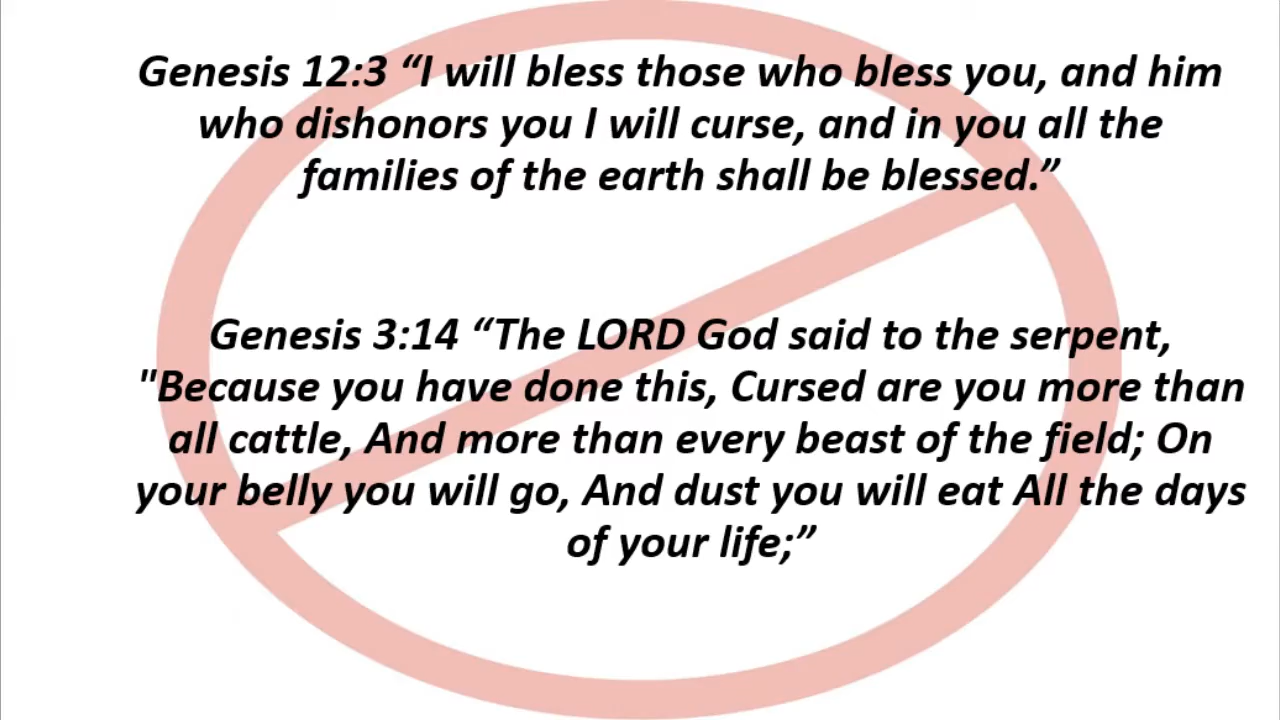 Genesis 12:3 “I will bless those who bless you, and him
who dishonors you I will curse, and in you all the
families of the earth shall be blessed.”
Genesis 3:14 “The LORD God said to the serpent,
"Because you have done this, Cursed are you more than
all cattle, And more than every beast of the field; On
your belly you will go, And dust you will eat All the days
of your life;”